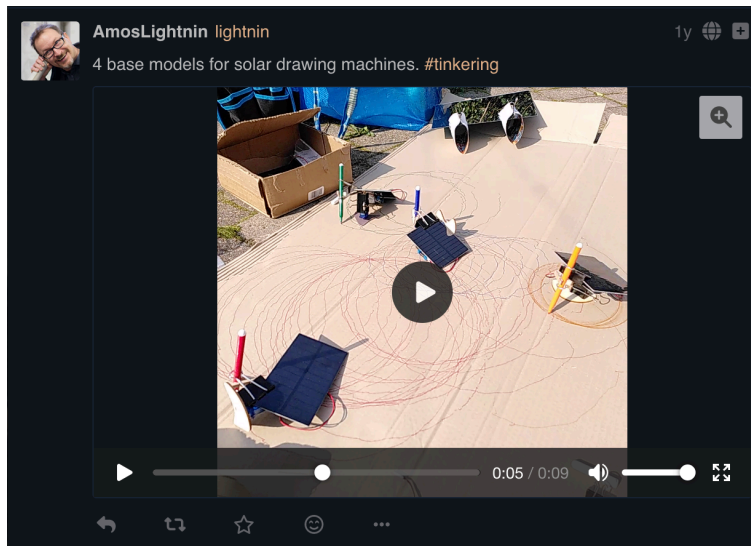 AmosLightnin lightnin 1y
4 base models for solar drawing machines. #tinkering
0:05 / 0:09